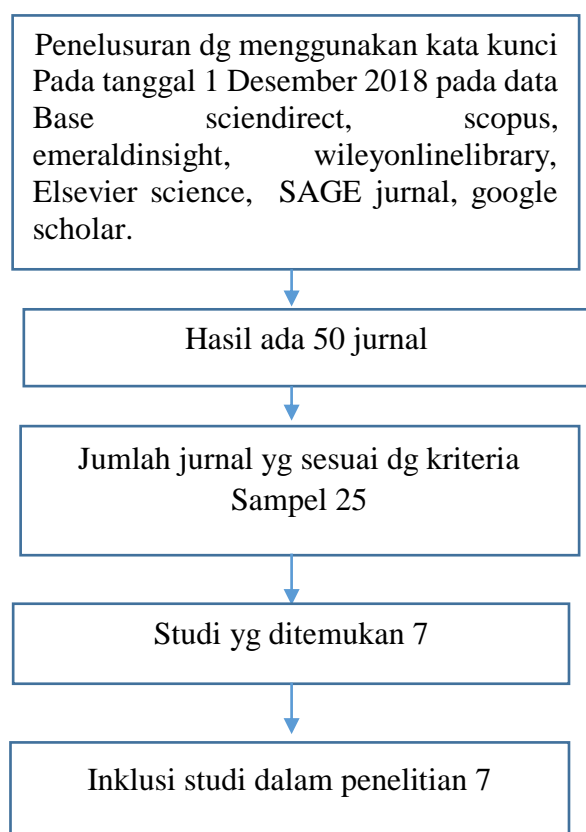 Penelusuran dg menggunakan kata kunci
Pada tanggal 1 Desember 2018 pada data
Base sciendirect, scopus,
emeraldinsight, wileyonlinelibrary,
Elsevier science, SAGE jurnal, google
scholar.
Hasil ada 50 jurnal
Jumlah jurnal yg sesuai dg kriteria
Sampel 25
Studi yg ditemukan 7
Inklusi studi dalam penelitian 7